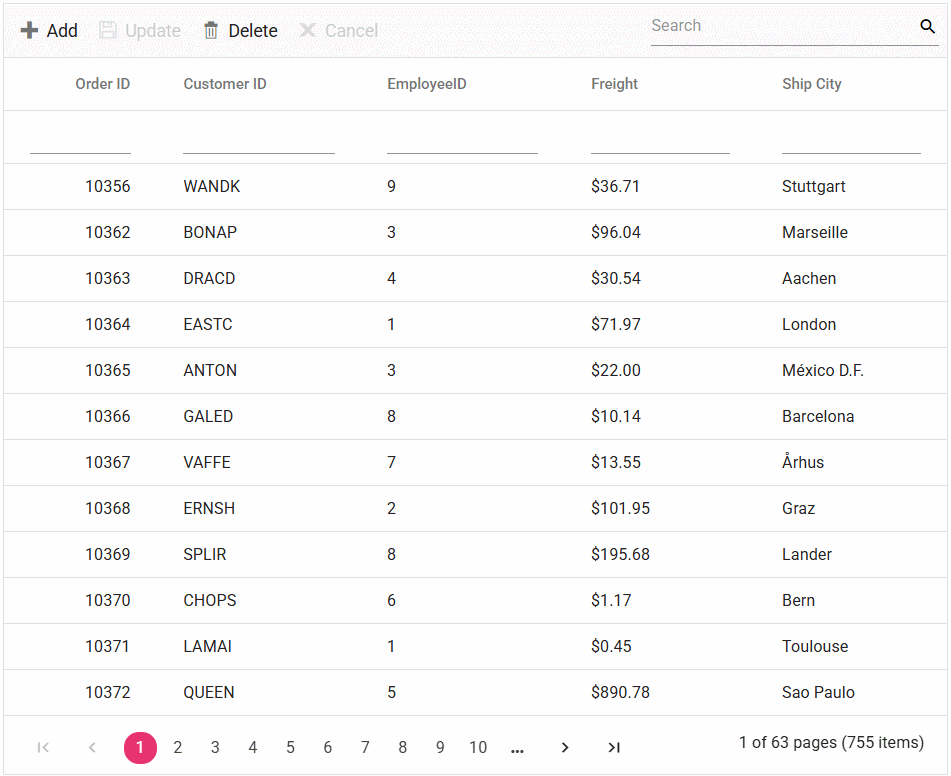 Add Update Delete Cancel Search
Order ID Customer ID EmployeeID Freight Ship City
10356 WANDK 9 $36.71 Stuttgart
10362 BONAP 3 $96.04 Marseille
10363 DRACD 4 $30.54 Aachen
10364 EASTC 1 $71.97 London
10365 ANTON 3 $22.00 México D.F.
10366 GALED 8 $10.14 Barcelona
10367 VAFFE 7 $13.55 Århus
10368 ERNSH 2 $101.95 Graz
10369 SPLIR 8 $195.68 Lander
10370 CHOPS 6 $1.17 Bern
10371 LAMAI 1 $0.45 Toulouse
10372 QUEEN 5 $890.78 Sao Paulo
1 2 3 4 5 6 7 8 9 10 ... 1 of 63 pages (755 items)